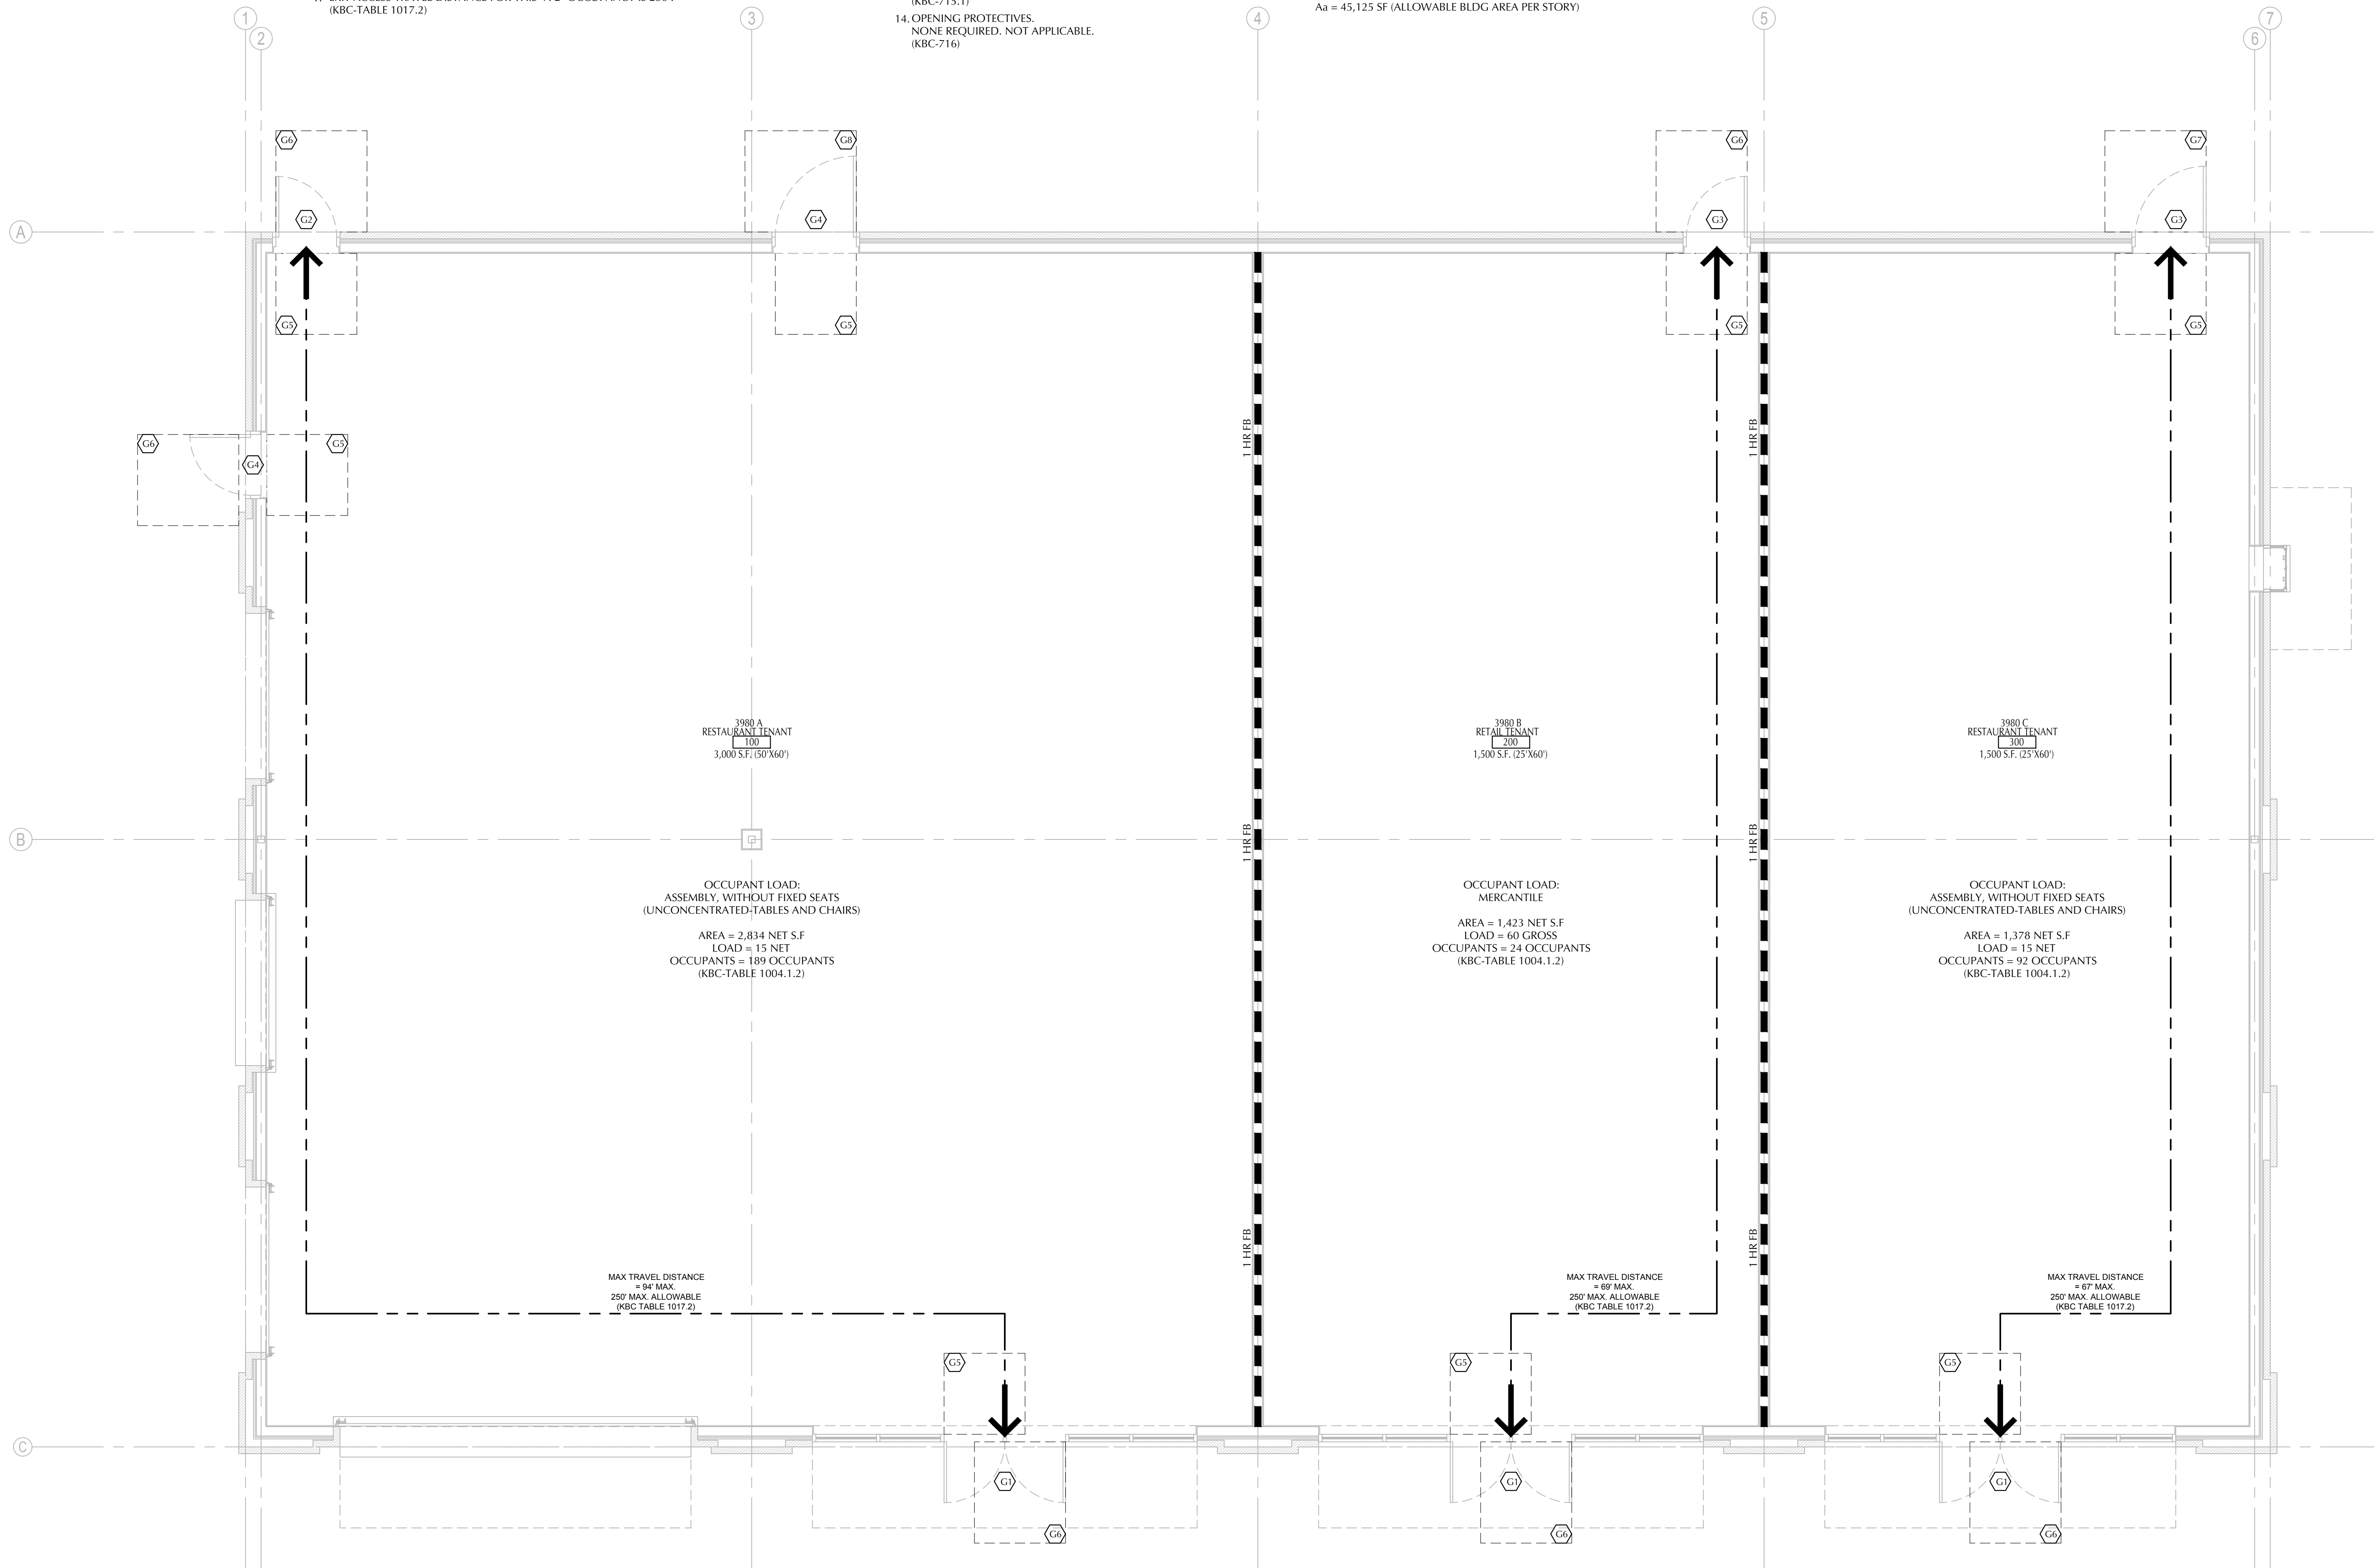 (KBC-TABLE 1017.2)
(KBC-715.1)
14. OPENING PROTECTIVES.
NONE REQUIRED. NOT APPLICABLE.
(KBC-716)
Aa = 45,125 SF (ALLOWABLE BLDG AREA PER STORY)
1
2
3
4
5
6
7
G6
G8
G6
G7
G2
G4
G3
G3
A
G5
G5
G5
G5
G6
G5
G4
1 HR FB
1 HR FB
3980 A
RESTAURANT TENANT
100
3,000 S.F. (50'X60')
3980 B
RETAIL TENANT
200
1,500 S.F. (25'X60')
3980 C
RESTAURANT TENANT
300
1,500 S.F. (25'X60')
B
1 HR FB
1 HR FB
OCCUPANT LOAD:
ASSEMBLY, WITHOUT FIXED SEATS
(UNCONCENTRATED-TABLES AND CHAIRS)
AREA = 2,834 NET S.F
LOAD = 15 NET
OCCUPANTS = 189 OCCUPANTS
(KBC-TABLE 1004.1.2)
OCCUPANT LOAD:
MERCANTILE
AREA = 1,423 NET S.F
LOAD = 60 GROSS
OCCUPANTS = 24 OCCUPANTS
(KBC-TABLE 1004.1.2)
OCCUPANT LOAD:
ASSEMBLY, WITHOUT FIXED SEATS
(UNCONCENTRATED-TABLES AND CHAIRS)
AREA = 1,378 NET S.F
LOAD = 15 NET
OCCUPANTS = 92 OCCUPANTS
(KBC-TABLE 1004.1.2)
1 HR FB
1 HR FB
MAX TRAVEL DISTANCE
= 94' MAX.
250' MAX. ALLOWABLE
(KBC TABLE 1017.2)
MAX TRAVEL DISTANCE
= 69' MAX.
250' MAX. ALLOWABLE
(KBC TABLE 1017.2)
MAX TRAVEL DISTANCE
= 67' MAX.
250' MAX. ALLOWABLE
(KBC TABLE 1017.2)
G5
G5
G5
C
G1
G1
G1
G6
G6
G6